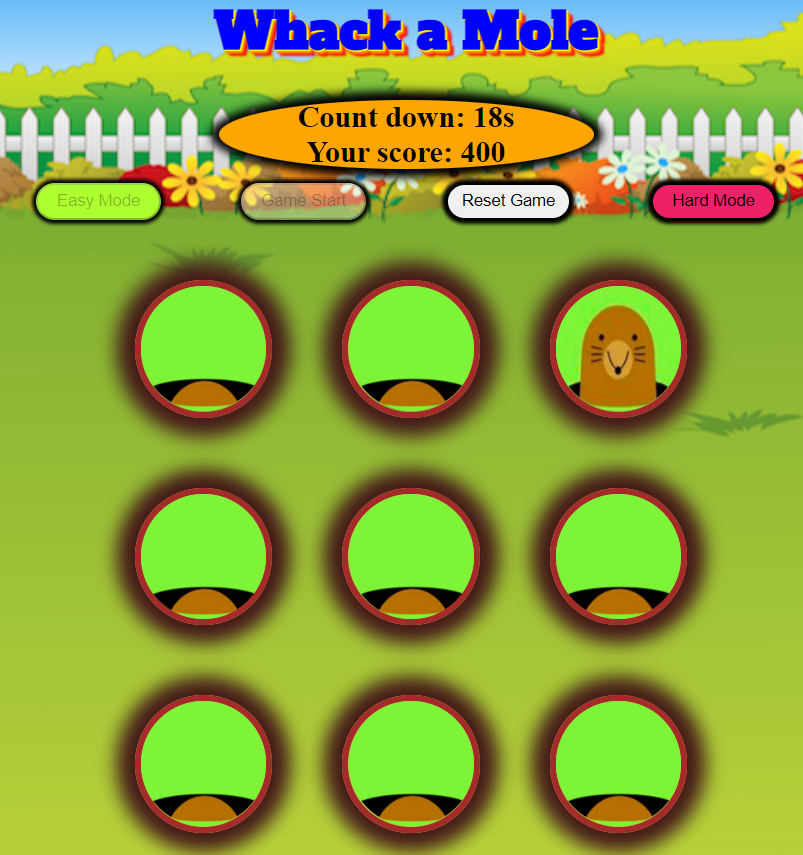 Whack a Mole
Count down: 18s
Your score: 400
Easy Mode
Game Start
Reset Game
Hard Mode